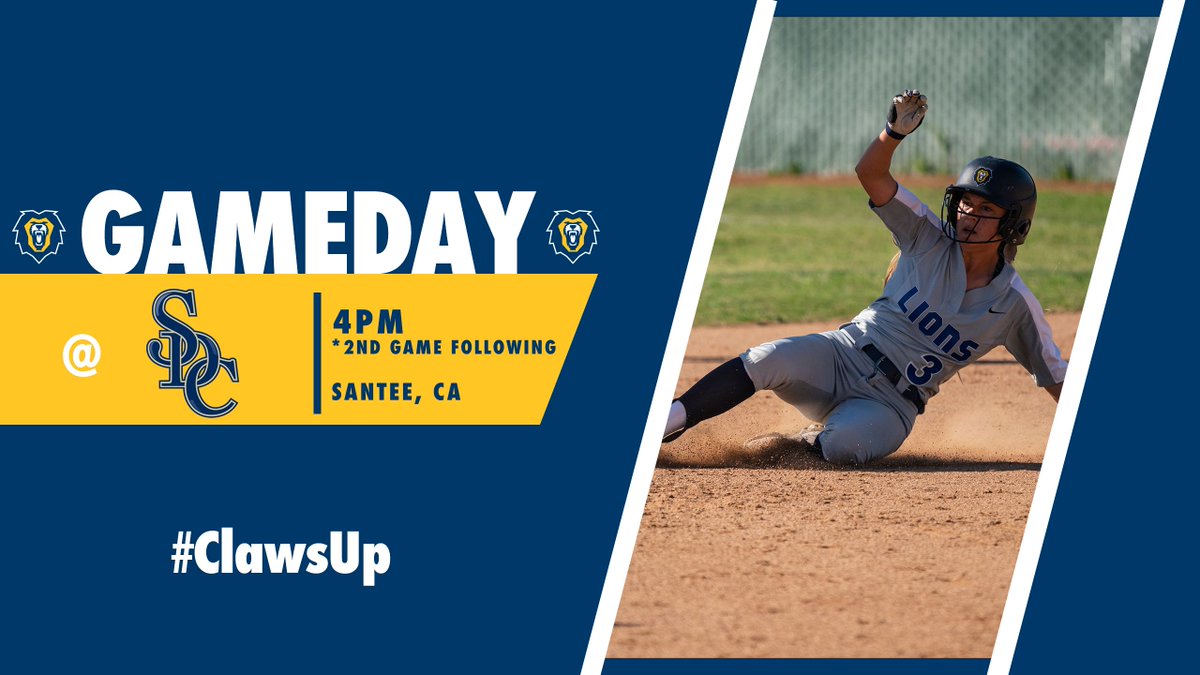 GAMEDAY
@
SDC
4PM
*2ND GAME FOLLOWING
SANTEE, CA
#ClawsUp
LIONS
3